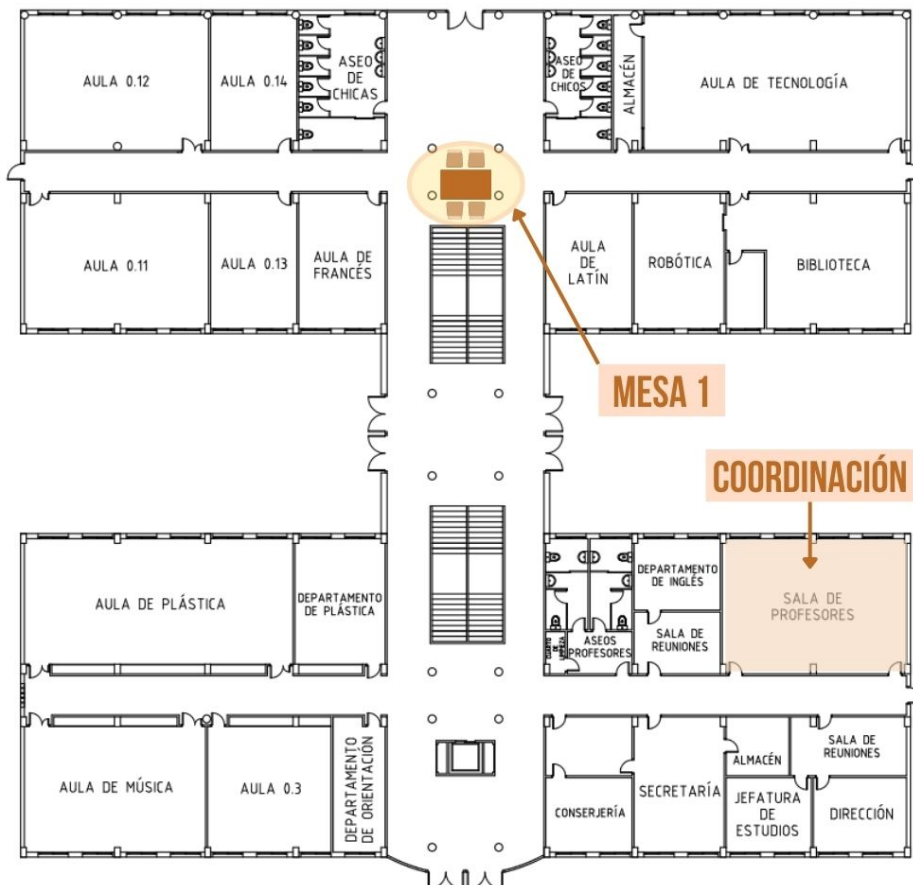 AULA 0.12
AULA 0.14
ASEO
DE
CHICAS
ASEO
DE
CHICOS
ALMACÉN
AULA DE TECNOLOGÍA
AULA 0.11
AULA 0.13
AULA DE
FRANCÉS
AULA
DE
LATÍN
ROBÓTICA
BIBLIOTECA
MESA 1
COORDINACIÓN
AULA DE PLÁSTICA
DEPARTAMENTO
DE PLÁSTICA
DEPARTAMENTO
DE INGLÉS
SALA DE
PROFESORES
CUARTO
DE
LIMPIEZA
ASEOS
PROFESORES
SALA DE
REUNIONES
AULA DE MÚSICA
AULA 0.3
DEPARTAMENTO
DE ORIENTACIÓN
CONSERJERÍA
SECRETARÍA
ALMACÉN
SALA DE
REUNIONES
JEFATURA
DE
ESTUDIOS
DIRECCIÓN